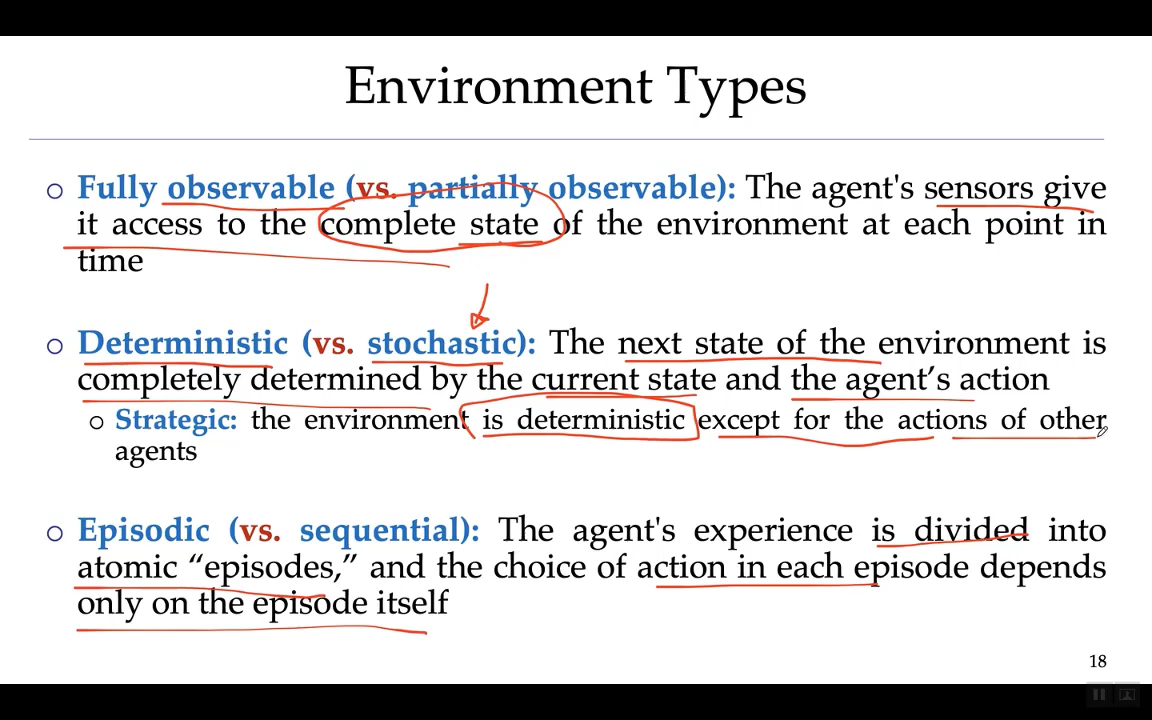 Environment Types
o Fully observable (vs. partially observable): The agent's sensors give
it access to the complete state of the environment at each point in
time
o Deterministic (vs. stochastic): The next state of the environment is
completely determined by the current state and the agent’s action
o Strategic: the environment is deterministic except for the actions of other
agents
o Episodic (vs. sequential): The agent's experience is divided into
atomic “episodes,” and the choice of action in each episode depends
only on the episode itself
18